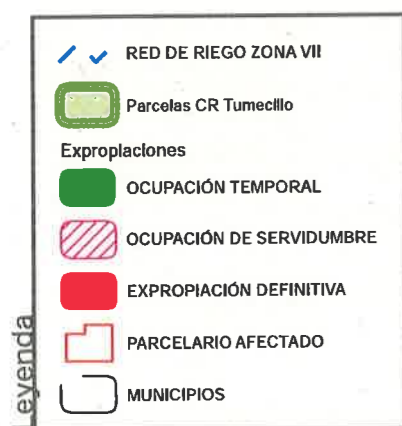 RED DE RIEGO ZONA VII
Parcelas CR Tumecillo
Expropiaciones
OCUPACIÓN TEMPORAL
OCUPACIÓN DE SERVIDUMBRE
EXPROPIACIÓN DEFINITIVA
PARCELARIO AFECTADO
MUNICIPIOS
Leyenda